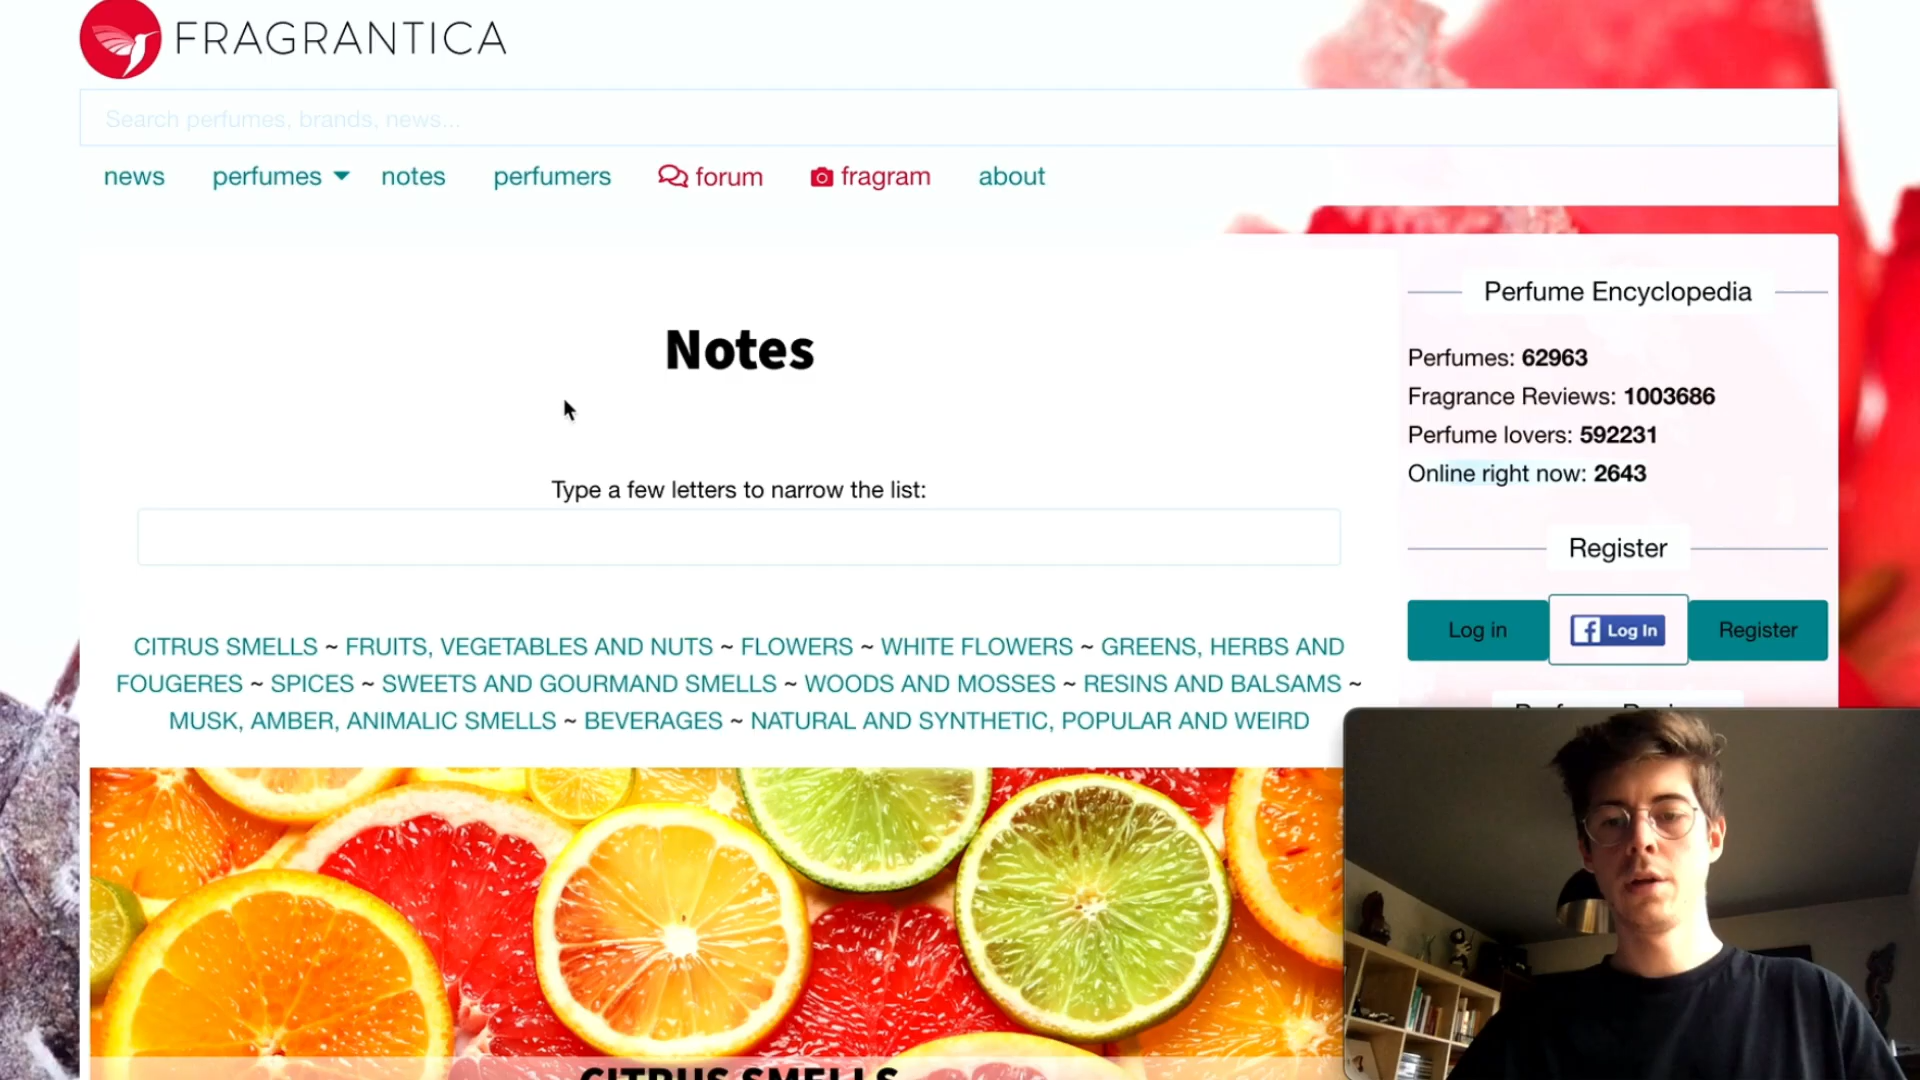 FRAGRANTICA
Search perfumes, brands, news...
news perfumes notes perfumers forum fragram about
Notes
Type a few letters to narrow the list:
CITRUS SMELLS ~ FRUITS, VEGETABLES AND NUTS ~ FLOWERS ~ WHITE FLOWERS ~ GREENS, HERBS AND
FOUGERES ~ SPICES ~ SWEETS AND GOURMAND SMELLS ~ WOODS AND MOSSES ~ RESINS AND BALSAMS ~
MUSK, AMBER, ANIMALIC SMELLS ~ BEVERAGES ~ NATURAL AND SYNTHETIC, POPULAR AND WEIRD
CITRUS SMELLS
Perfume Encyclopedia
Perfumes: 62963
Fragrance Reviews: 1003686
Perfume lovers: 592231
Online right now: 2643
Register
Log in f Log In Register